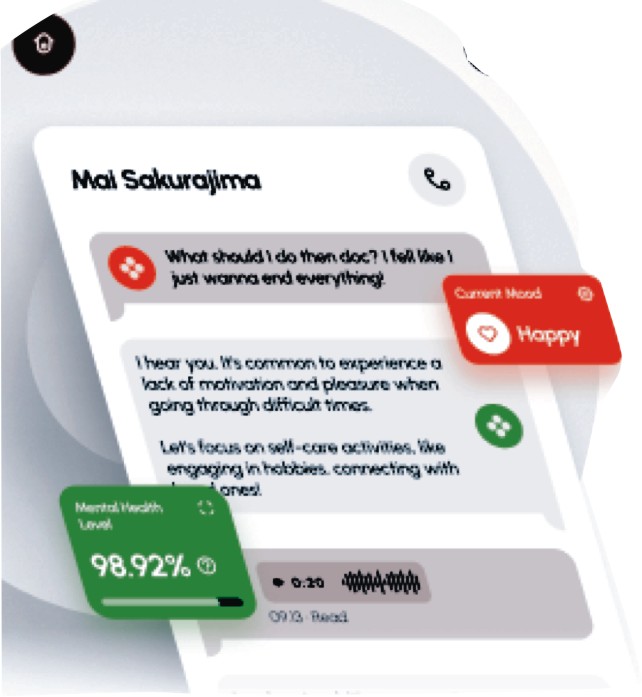 Mai Sakurajima
What should I do then doc? I fell like I
just wanna end everything!
Current Mood
Happy
I hear you. It's common to experience a
lack of motivation and pleasure when
going through difficult times.
Let's focus on self-care activities, like
engaging in hobbies, connecting with
ones!
Mental Health
Level
98.92%
0:20
09.13 · Read